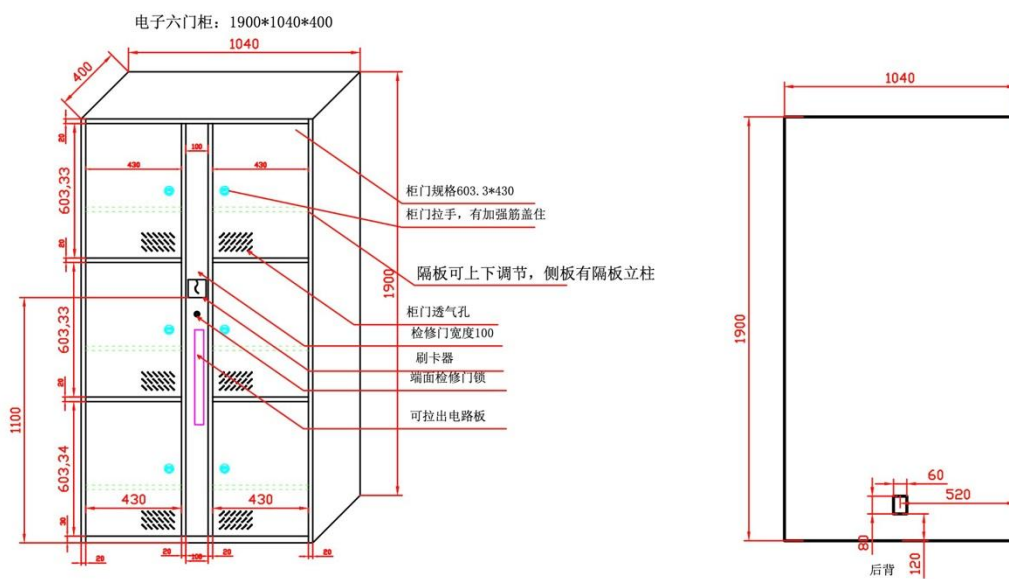 电子六门柜：1900*1040*400
1040
400
1040
20
100
430
430
603,33
柜门规格603.3*430
柜门拉手，有加强筋盖住
20
隔板可上下调节，侧板有隔板立柱
1900
柜门透气孔
检修门宽度100
603,33
1900
刷卡器
端面检修门锁
20
可拉出电路板
1100
603,34
430
430
60
520
30
80
120
20
20
100
20
20
后背